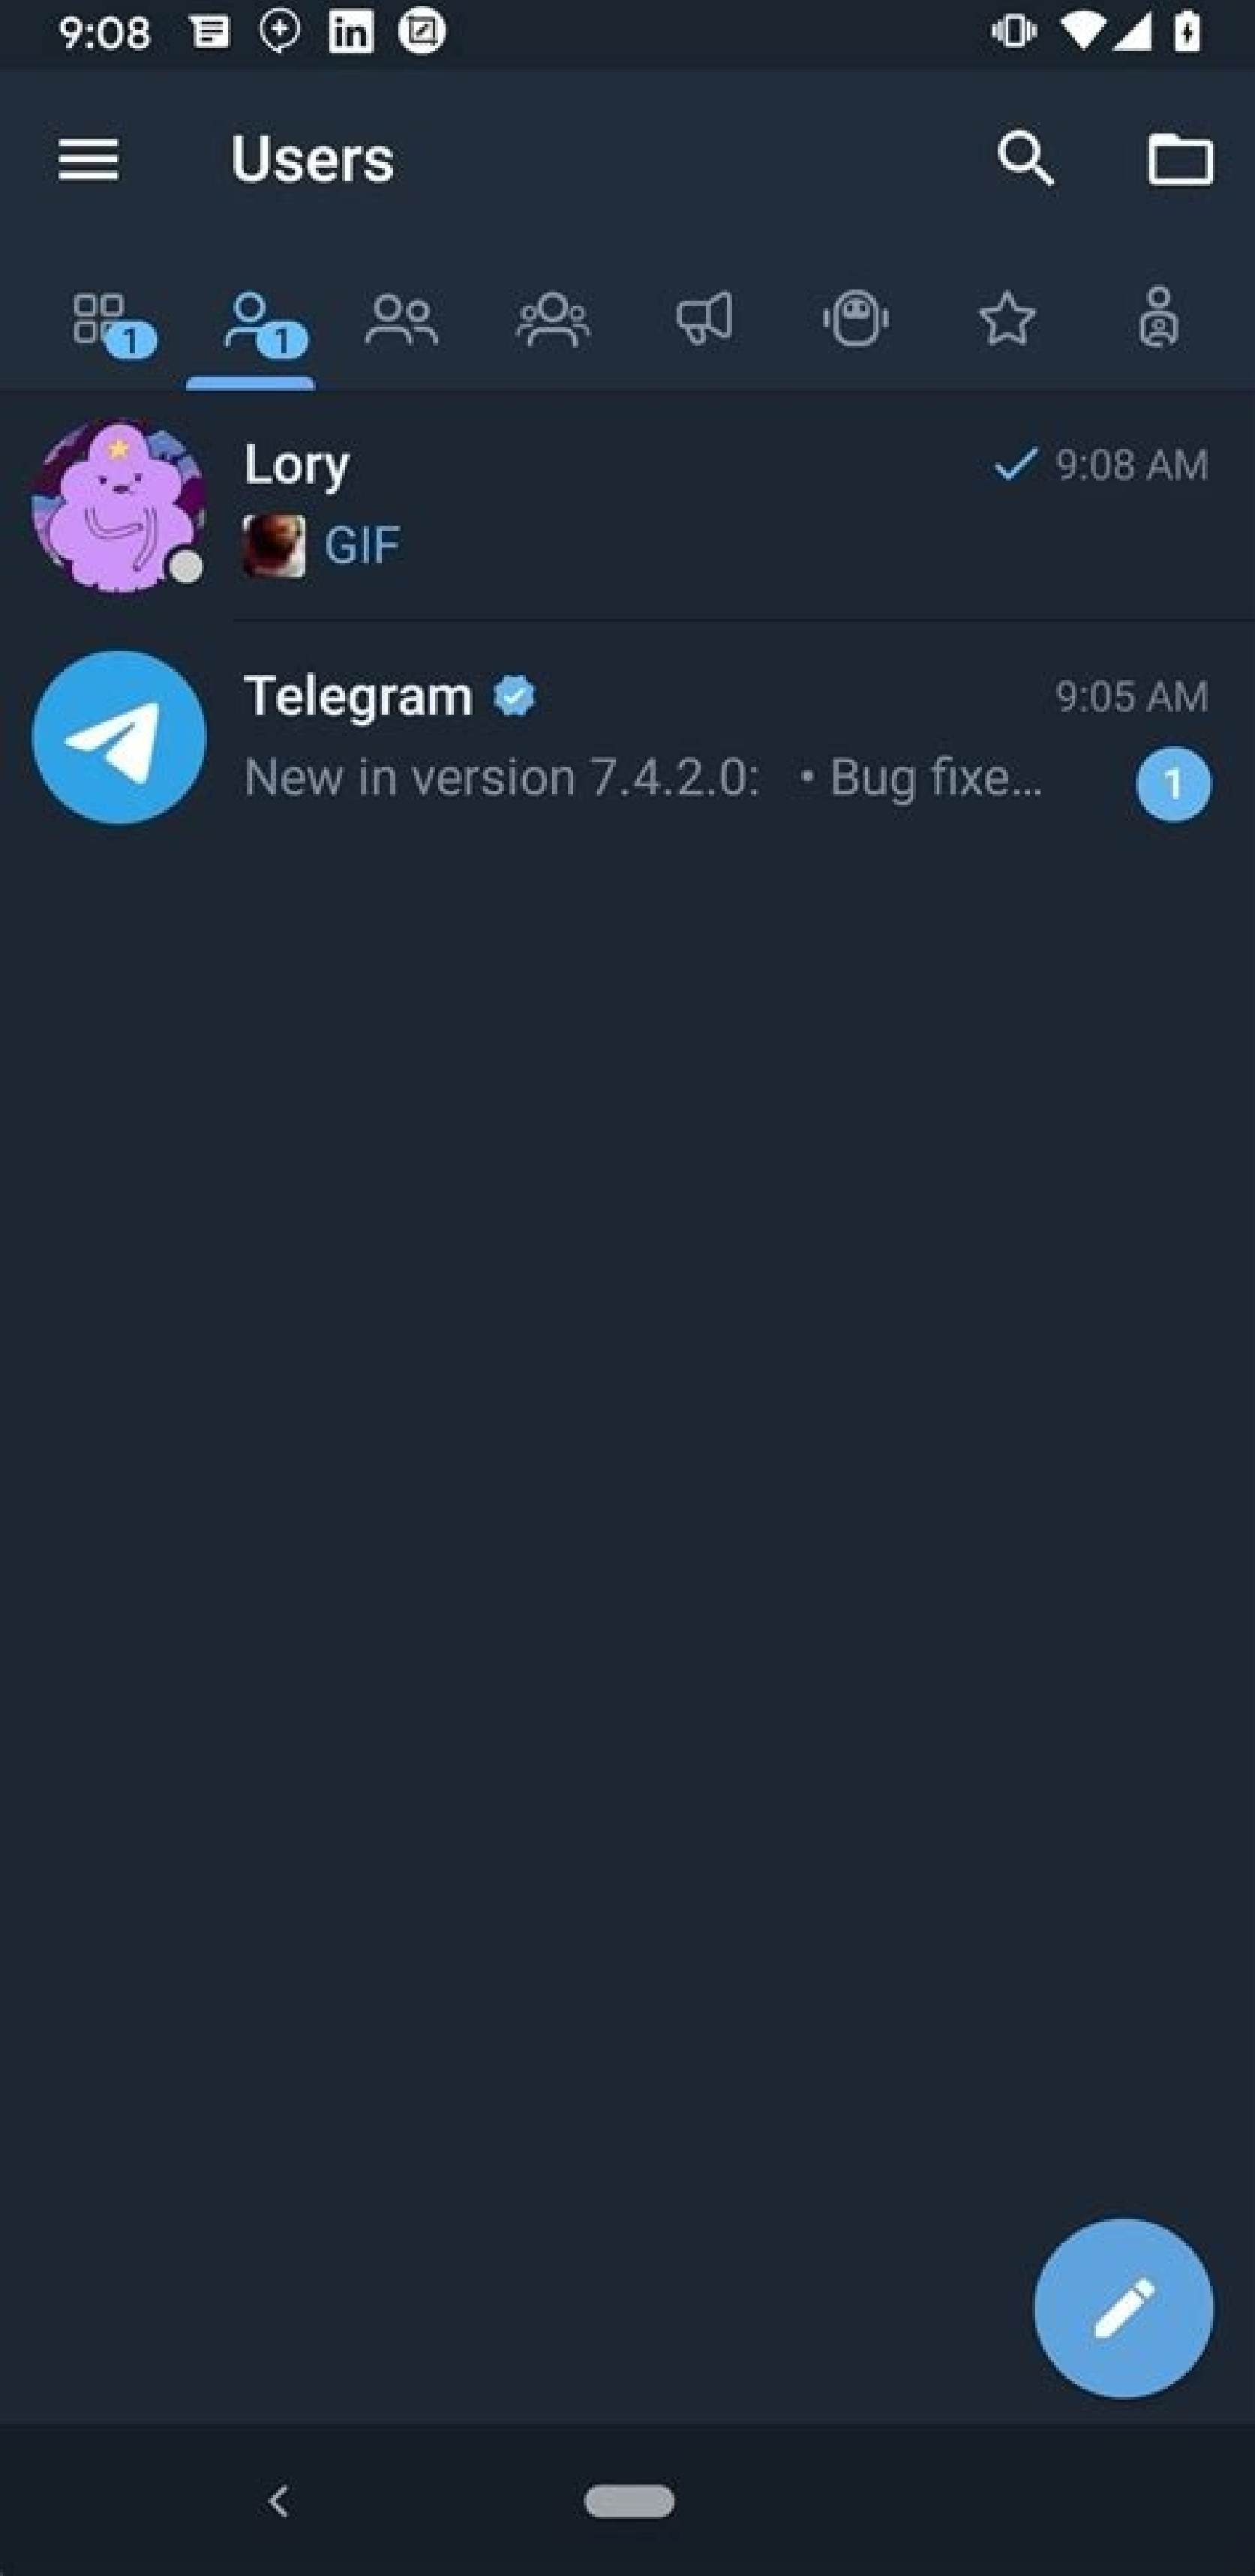 9:08 in
Users
1 1
Lory 9:08 AM
GIF
Telegram 9:05 AM
New in version 7.4.2.0: • Bug fixe... 1